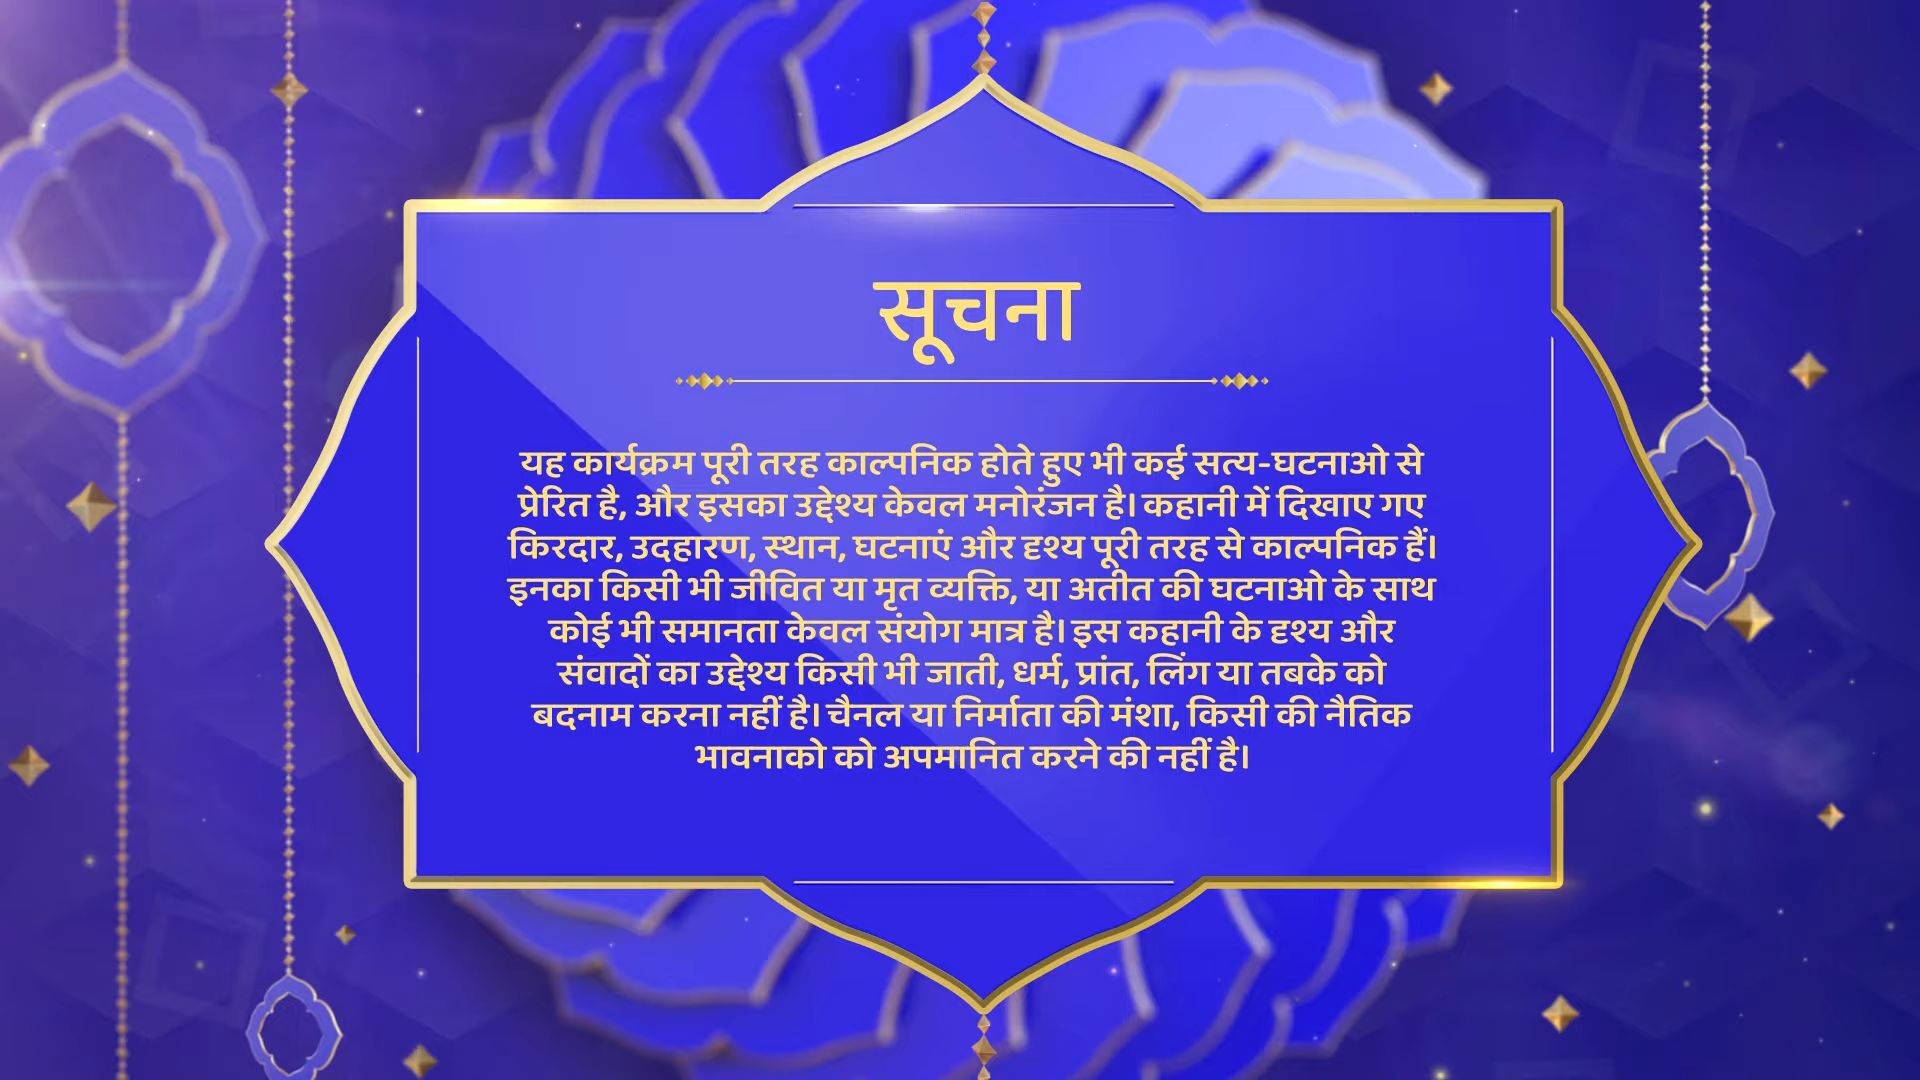 सूचना
यह कार्यक्रम पूरी तरह काल्पनिक होते हुए भी कई सत्य-घटनाओ से
प्रेरित है, और इसका उद्देश्य केवल मनोरंजन है। कहानी में दिखाए गए
किरदार, उदहारण, स्थान, घटनाएं और दृश्य पूरी तरह से काल्पनिक हैं।
इनका किसी भी जीवित या मृत व्यक्ति, या अतीत की घटनाओ के साथ
कोई भी समानता केवल संयोग मात्र है। इस कहानी के दृश्य और
संवादों का उद्देश्य किसी भी जाती, धर्म, प्रांत, लिंग या तबके को
बदनाम करना नहीं है। चैनल या निर्माता की मंशा, किसी की नैतिक
भावनाको को अपमानित करने की नहीं है।